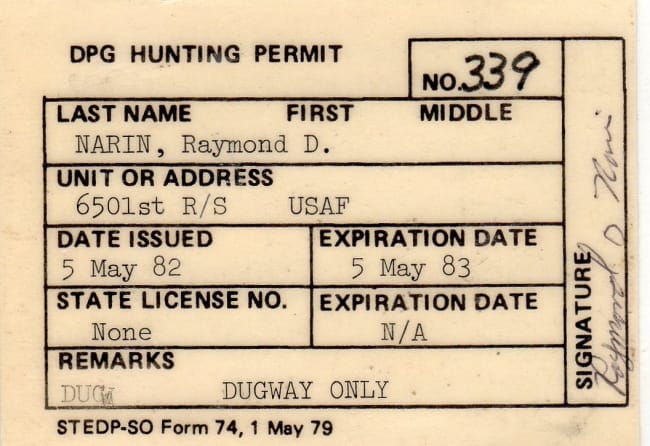 DPG HUNTING PERMIT
NO. 339
LAST NAME FIRST MIDDLE
NARIN, Raymond D.
UNIT OR ADDRESS
6501st R/S USAF
DATE ISSUED EXPIRATION DATE
5 May 82 5 May 83
STATE LICENSE NO. EXPIRATION DATE
None N/A
REMARKS
DUGWAY ONLY
STEDP-SO Form 74, 1 May 79
SIGNATURE
Raymond D Narin